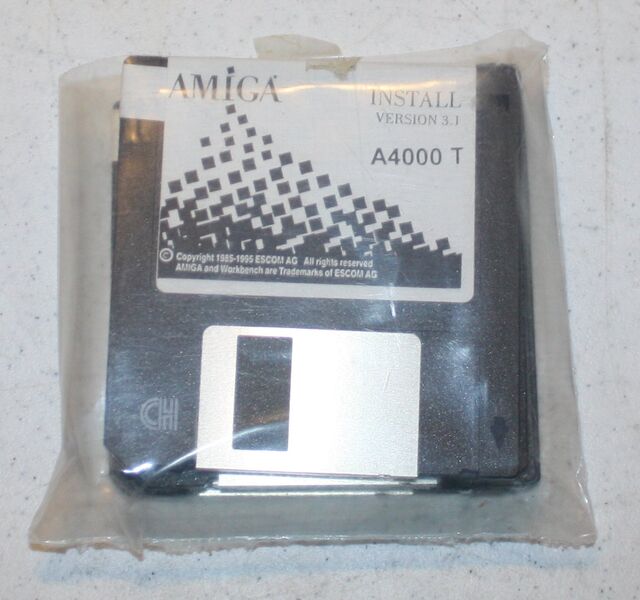 AMIGA
INSTALL
VERSION 3.1
A4000 T
© Copyright 1985-1995 ESCOM AG All rights reserved
AMIGA and Workbench are Trademarks of ESCOM AG
CH